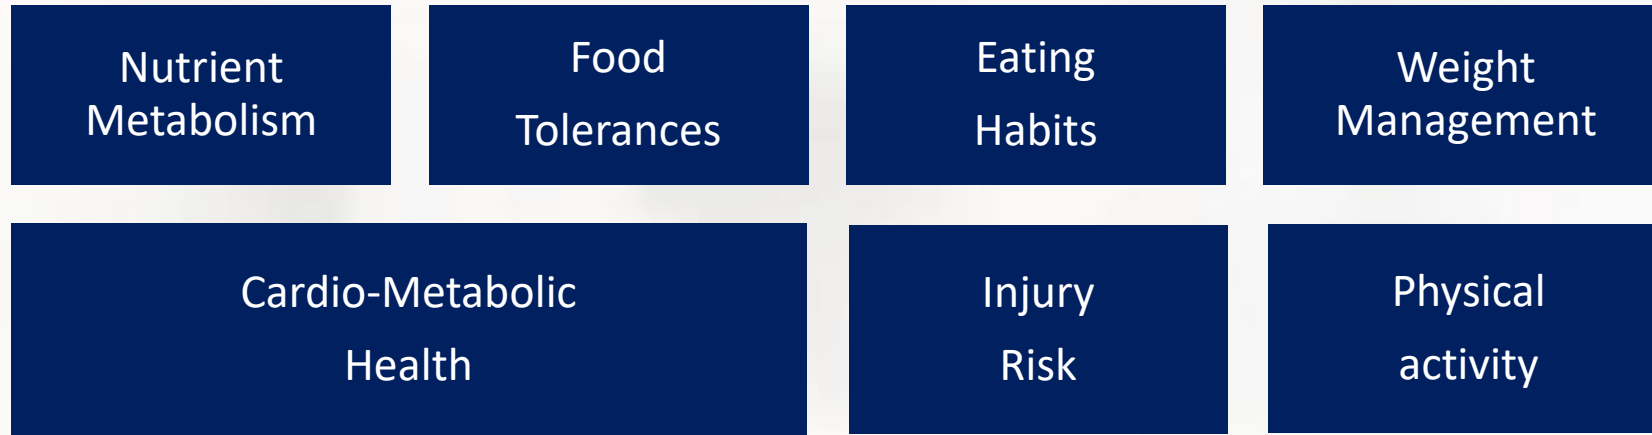 Nutrient
Metabolism
Food
Tolerances
Eating
Habits
Weight
Management
Cardio-Metabolic
Health
Injury
Risk
Physical
activity